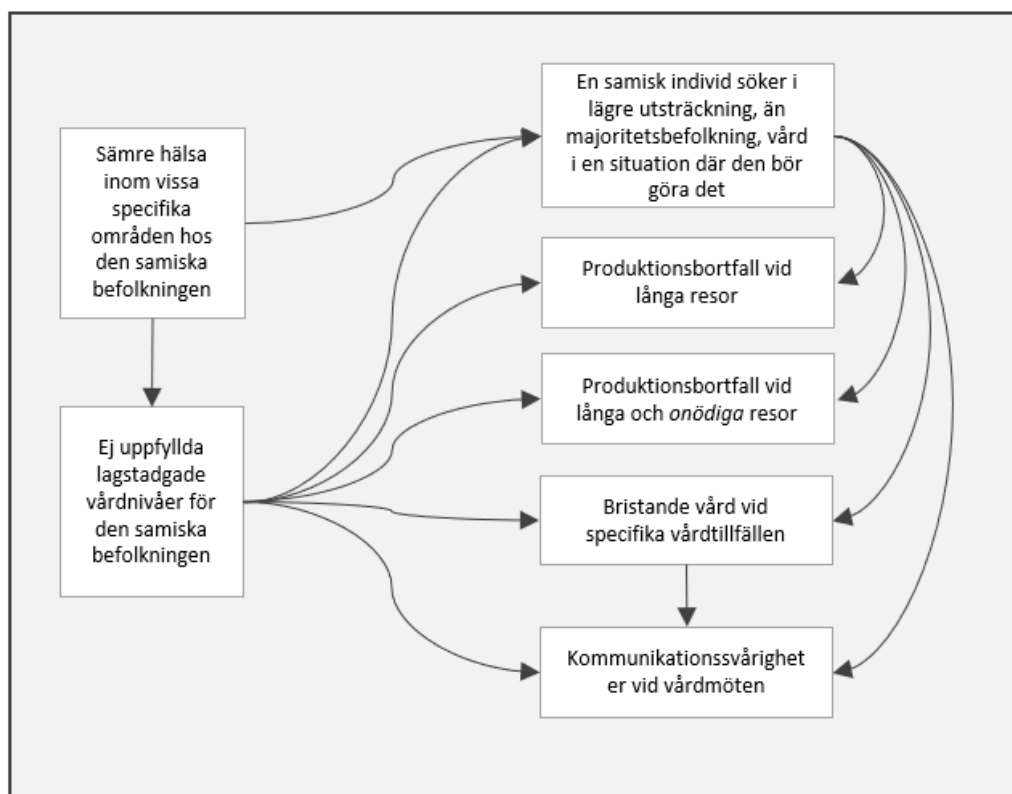 Sämre hälsa
inom vissa
specifika
områden hos
den samiska
befolkningen
Ej uppfyllda
lagstadgade
vårdnivåer för
den samiska
befolkningen
En samisk individ söker i
lägre utsträckning, än
majoritetsbefolkning, vård
i en situation där den bör
göra det
Produktionsbortfall vid
långa resor
Produktionsbortfall vid
långa och onödiga resor
Bristande vård vid
specifika vårdtillfällen
Kommunikationssvårighet
er vid vårdmöten